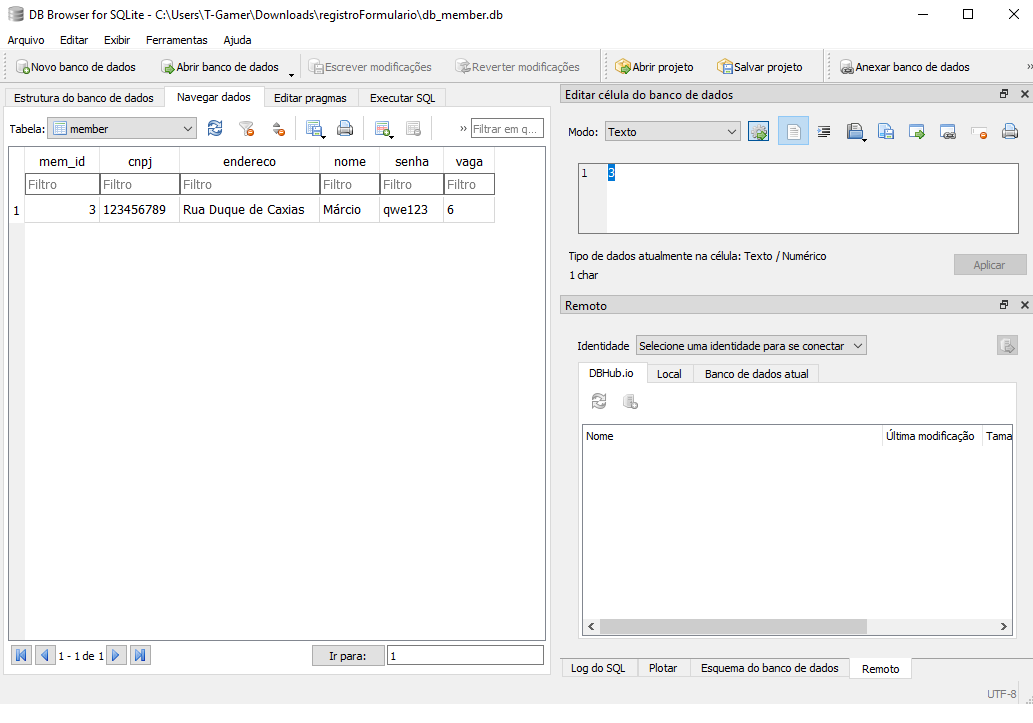 DB Browser for SQLite - C:\Users\T-Gamer\Downloads\registroFormulario\db_member.db
Arquivo Editar Exibir Ferramentas Ajuda
Novo banco de dados Abrir banco de dados Escrever modificações Reverter modificações Abrir projeto Salvar projeto Anexar banco de dados »
Estrutura do banco de dados Navegar dados Editar pragmas Executar SQL
Tabela: member » Filtrar em q...
mem_id cnpj endereco nome senha vaga
Filtro Filtro Filtro Filtro Filtro Filtro
1 3 123456789 Rua Duque de Caxias Márcio qwe123 6
1 - 1 de 1 Ir para: 1
Editar célula do banco de dados
Modo: Texto
1 3
Tipo de dados atualmente na célula: Texto / Numérico
1 char
Aplicar
Remoto
Identidade Selecione uma identidade para se conectar
DBHub.io Local Banco de dados atual
Nome Última modificação Tama
Log do SQL Plotar Esquema do banco de dados Remoto
UTF-8